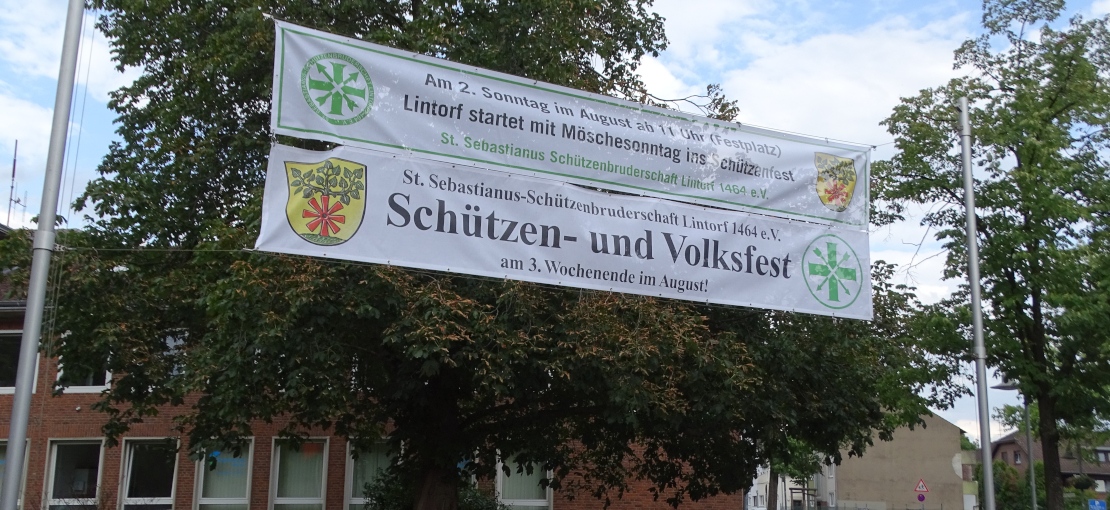 Am 2. Sonntag im August ab 11 Uhr (Festplatz)
Lintorf startet mit Möschesonntag ins Schützenfest
St. Sebastianus Schützenbruderschaft Lintorf 1464 e.V.
St. Sebastianus-Schützenbruderschaft Lintorf 1464 e.V.
Schützen- und Volksfest
am 3. Wochenende im August!